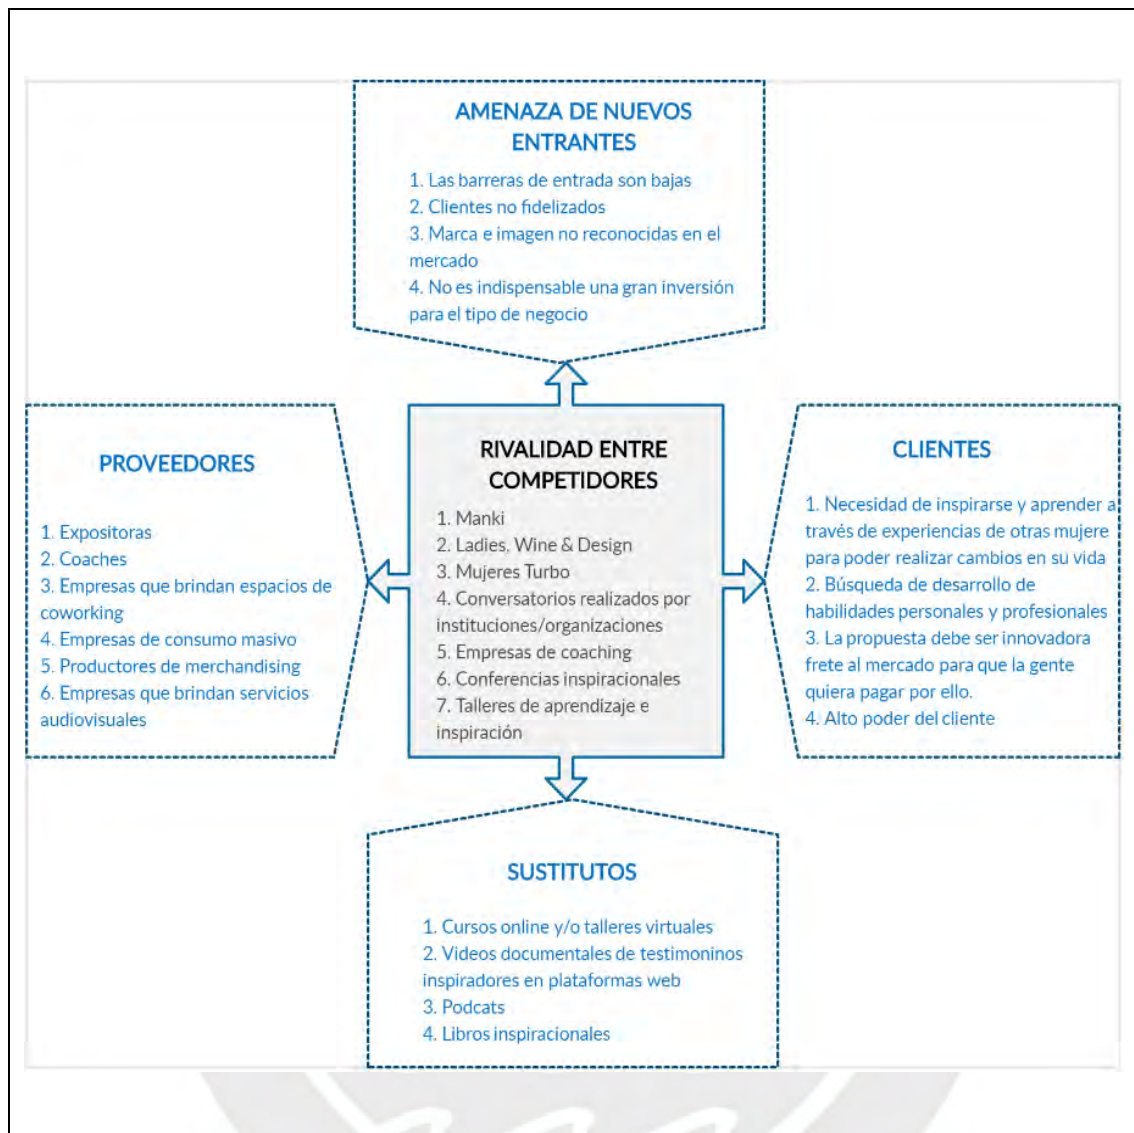 AMENAZA DE NUEVOS
ENTRANTES
1. Las barreras de entrada son bajas
2. Clientes no fidelizados
3. Marca e imagen no reconocidas en el
mercado
4. No es indispensable una gran inversión
para el tipo de negocio
PROVEEDORES
1. Expositoras
2. Coaches
3. Empresas que brindan espacios de
coworking
4. Empresas de consumo masivo
5. Productores de merchandising
6. Empresas que brindan servicios
audiovisuales
RIVALIDAD ENTRE
COMPETIDORES
1. Manki
2. Ladies, Wine & Design
3. Mujeres Turbo
4. Conversatorios realizados por
instituciones/organizaciones
5. Empresas de coaching
6. Conferencias inspiracionales
7. Talleres de aprendizaje e
inspiración
CLIENTES
1. Necesidad de inspirarse y aprender a
través de experiencias de otras mujere
para poder realizar cambios en su vida
2. Búsqueda de desarrollo de
habilidades personales y profesionales
3. La propuesta debe ser innovadora
frete al mercado para que la gente
quiera pagar por ello.
4. Alto poder del cliente
SUSTITUTOS
1. Cursos online y/o talleres virtuales
2. Videos documentales de testimoninos
inspiradores en plataformas web
3. Podcats
4. Libros inspiracionales